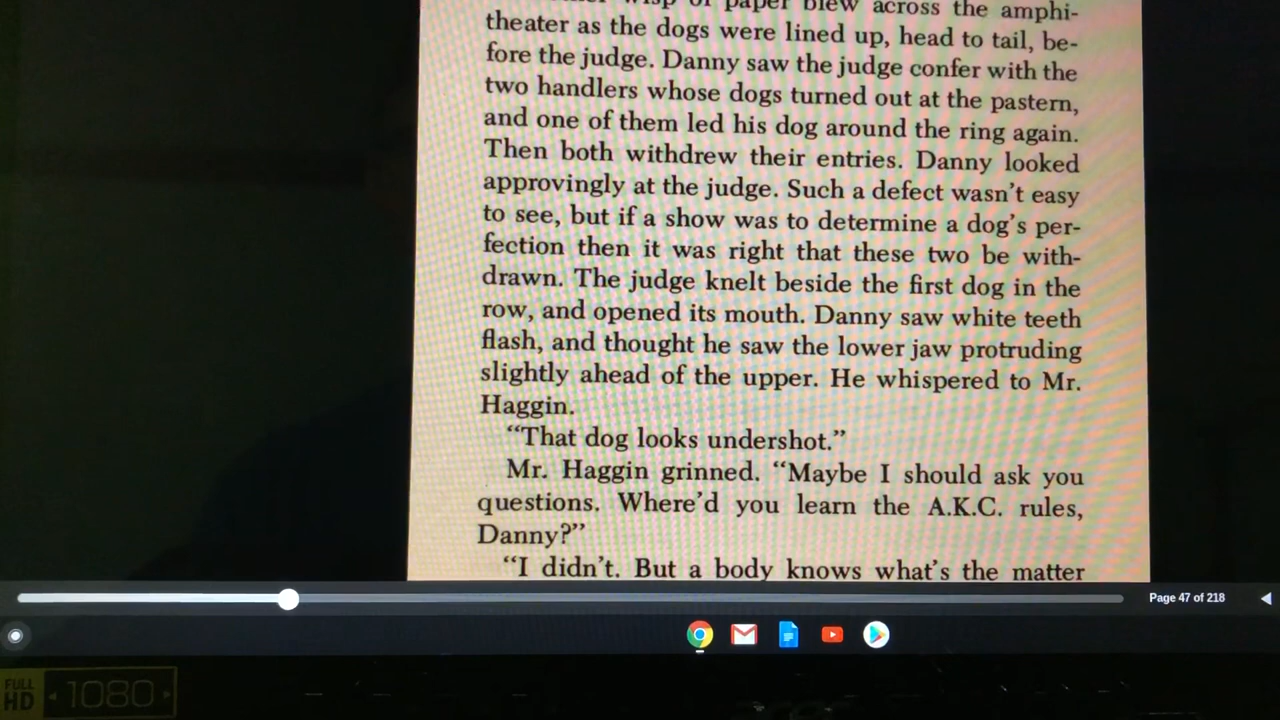 wisp of paper blew across the amphi-
theater as the dogs were lined up, head to tail, be-
fore the judge. Danny saw the judge confer with the
two handlers whose dogs turned out at the pastern,
and one of them led his dog around the ring again.
Then both withdrew their entries. Danny looked
approvingly at the judge. Such a defect wasn’t easy
to see, but if a show was to determine a dog’s per-
fection then it was right that these two be with-
drawn. The judge knelt beside the first dog in the
row, and opened its mouth. Danny saw white teeth
flash, and thought he saw the lower jaw protruding
slightly ahead of the upper. He whispered to Mr.
Haggin.
“That dog looks undershot.”
Mr. Haggin grinned. “Maybe I should ask you
questions. Where’d you learn the A.K.C. rules,
Danny?”
“I didn’t. But a body knows what’s the matter
Page 47 of 218
FULL HD 1080